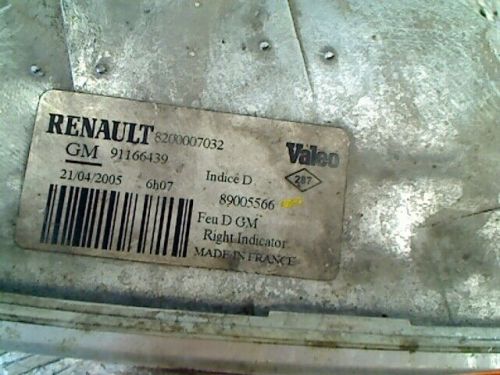 RENAULT 8200007032
GM 91166439
Valeo
21/04/2005 6h07 Indice D 287
89005566
Feu D GM
Right Indicator
MADE IN FRANCE